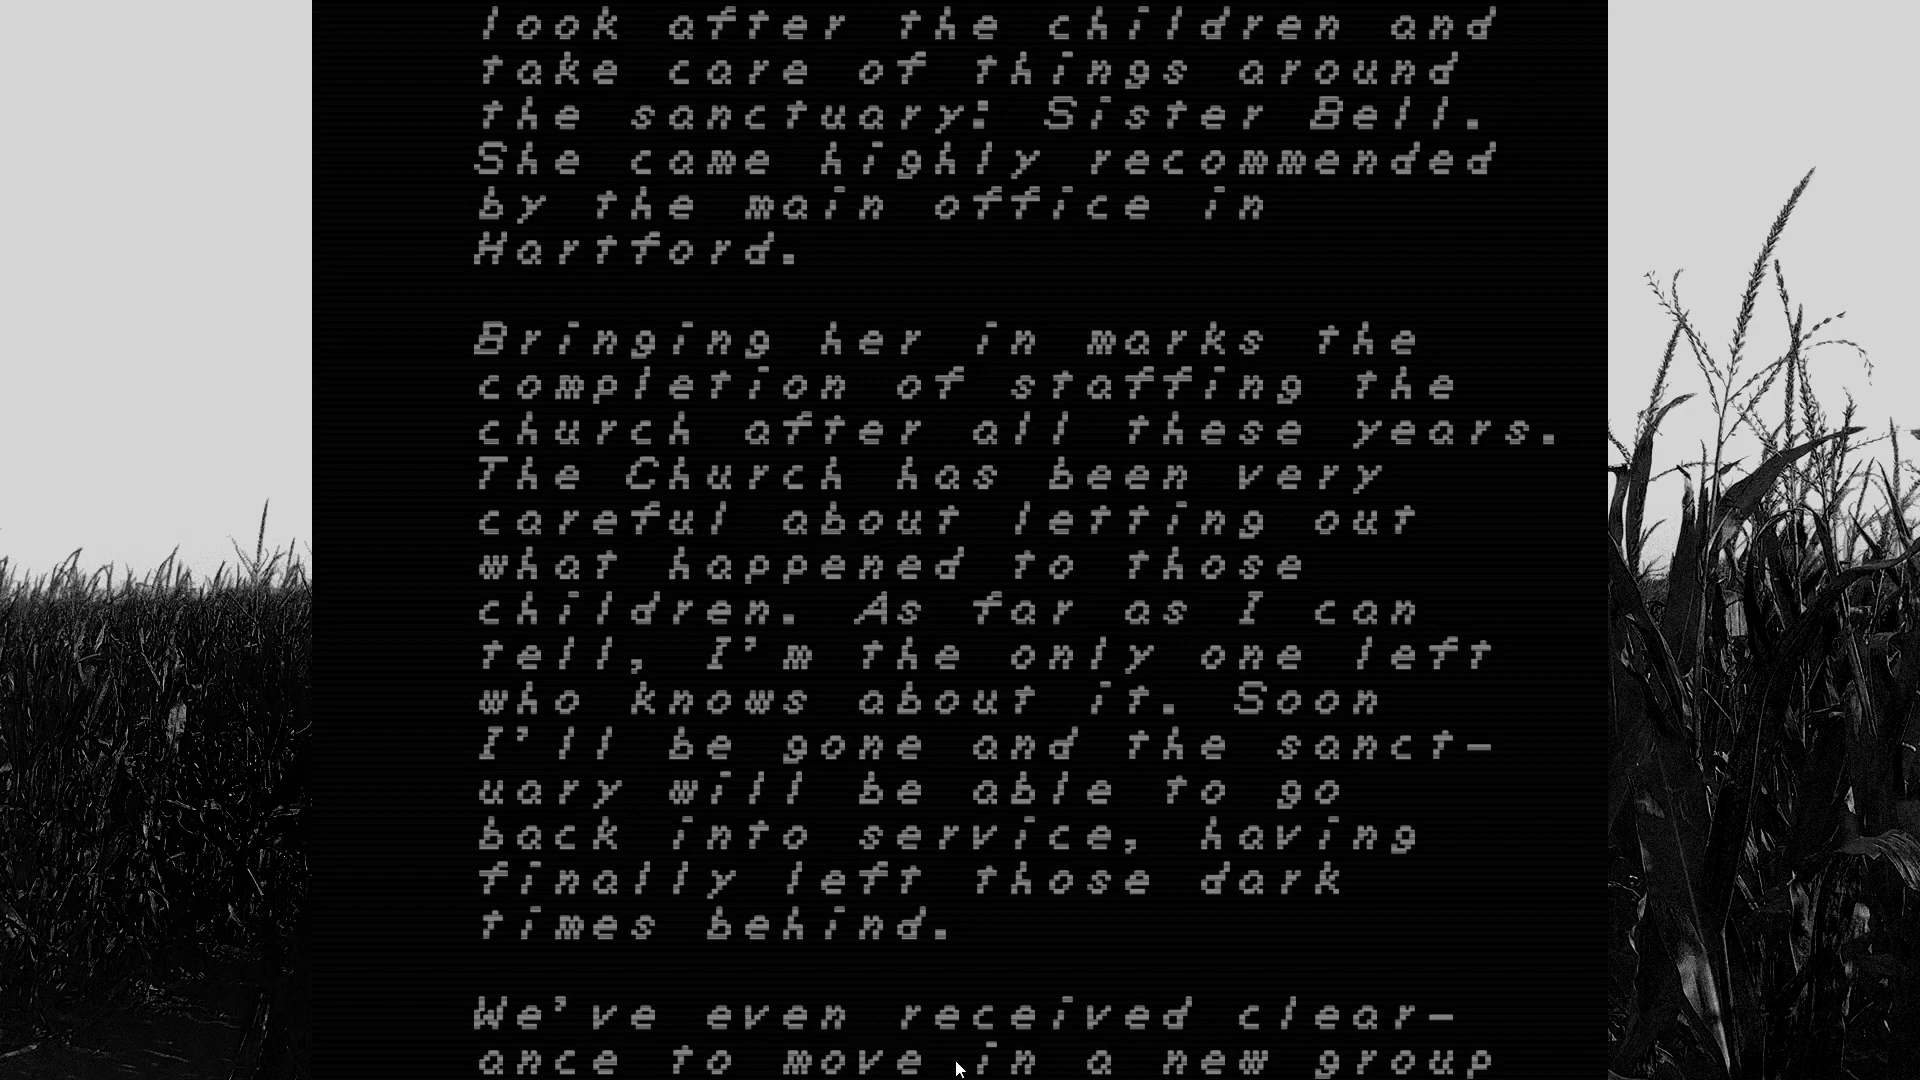 look after the children and
take care of things around
the sanctuary: Sister Bell.
She came highly recommended
by the main office in
Hartford.
Bringing her in marks the
completion of staffing the
church after all these years.
The Church has been very
careful about letting out
what happened to those
children. As far as I can
tell, I'm the only one left
who knows about it. Soon
I'll be gone and the sanct-
uary will be able to go
back into service, having
finally left those dark
times behind.
We've even received clear-
ance to move in a new group